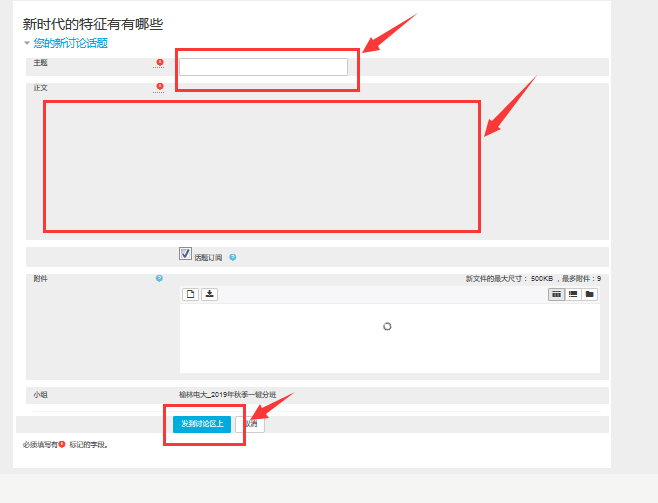 新时代的特征有有哪些
您的新讨论话题
主题
正文
话题订阅
附件
新文件的最大尺寸： 500KB ，最多附件：9
小组
榆林电大_2019年秋季一键分班
发到讨论区上
取消
必须填写有 标记的字段。